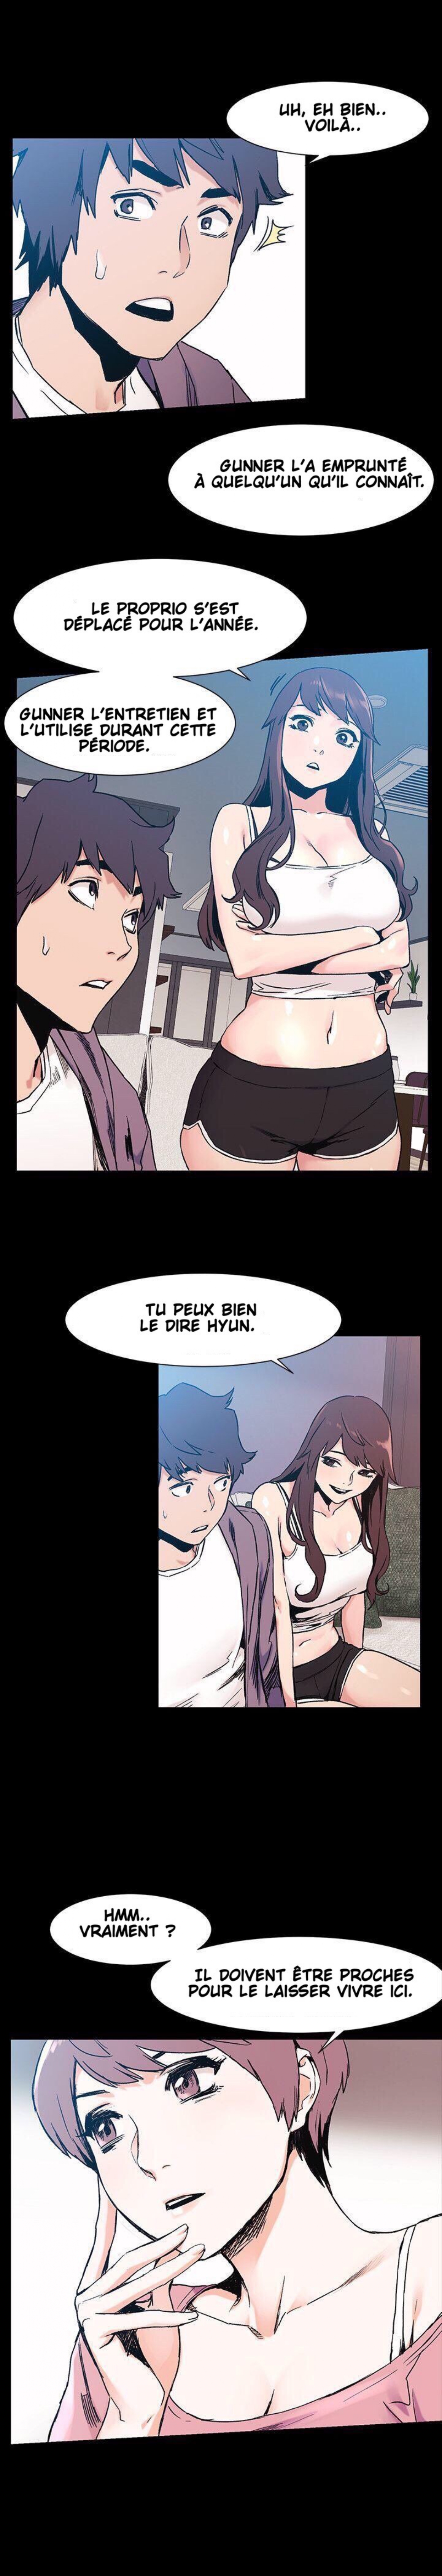 UH, EH BIEN..
VOILÀ..
GUNNER L'A EMPRUNTÉ
À QUELQU'UN QU'IL CONNAÎT.
LE PROPRIO S'EST
DÉPLACÉ POUR L'ANNÉE.
GUNNER L'ENTRETIEN ET
L'UTILISE DURANT CETTE
PÉRIODE.
TU PEUX BIEN
LE DIRE HYUN.
HMM..
VRAIMENT ?
IL DOIVENT ÊTRE PROCHES
POUR LE LAISSER VIVRE ICI.